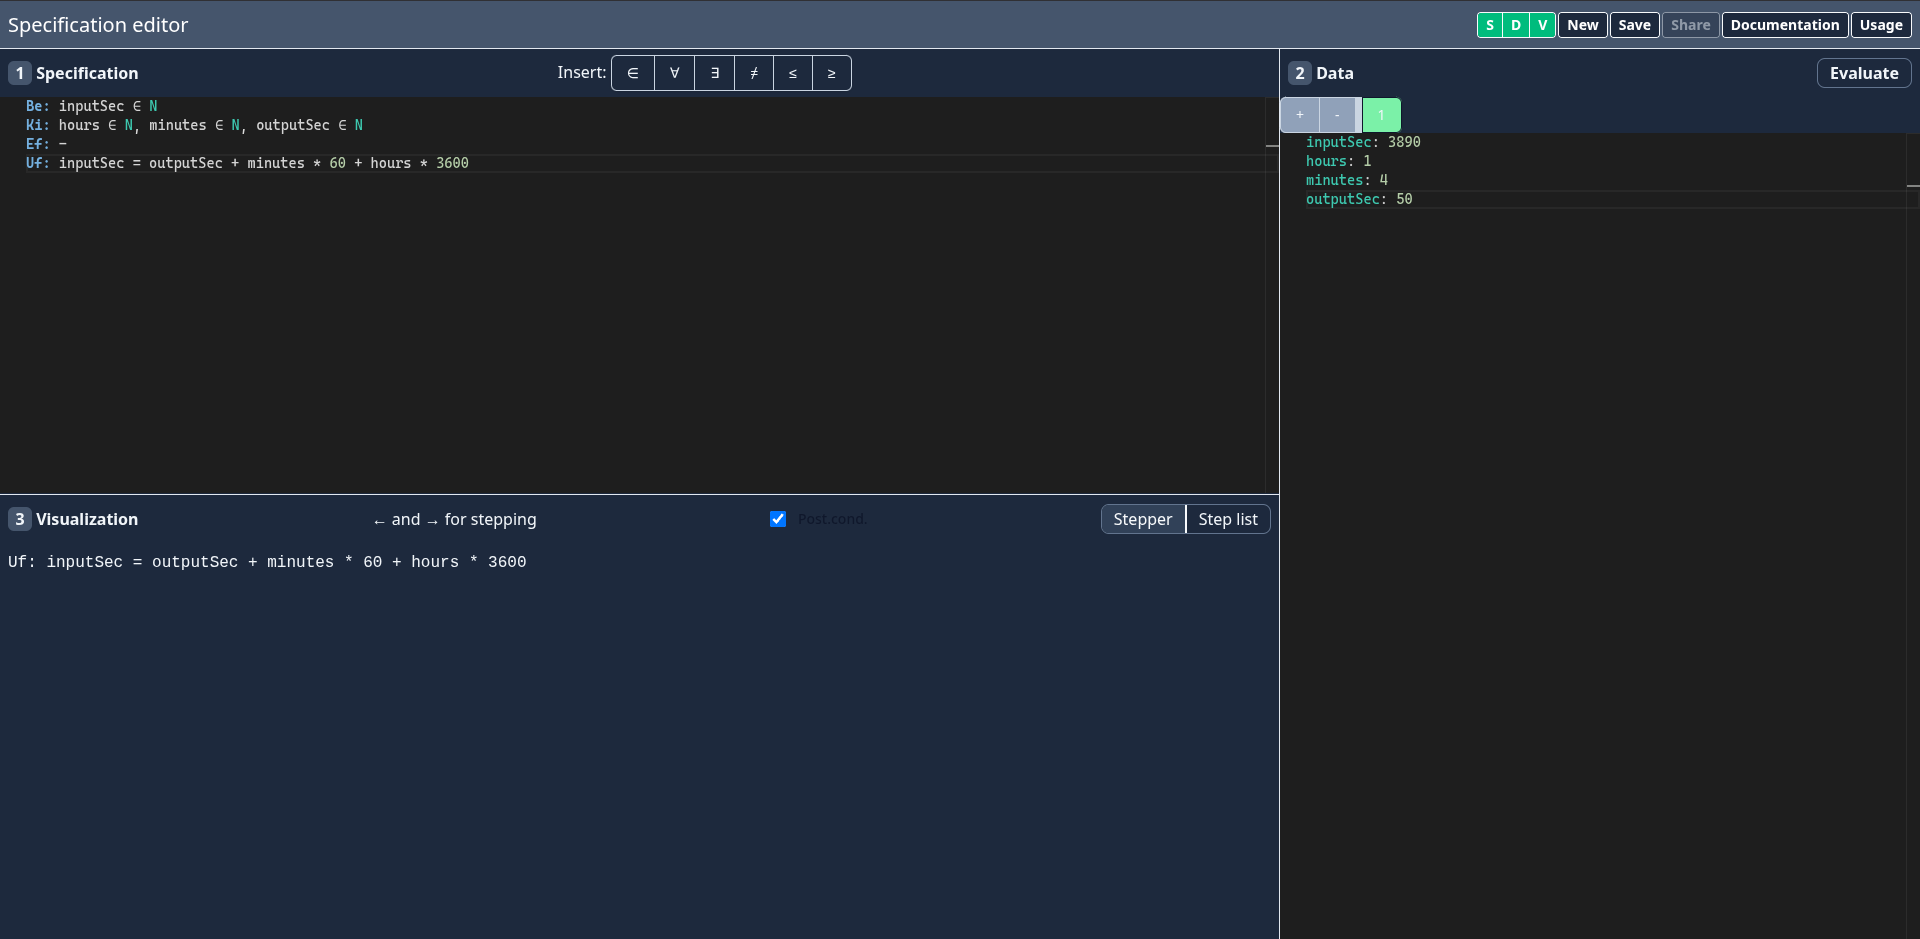 Specification editor
S D V New Save Share Documentation Usage
1 Specification
Insert: ∈ ∀ ∃ ≠ ≤ ≥
Be: inputSec ∈ N
Ki: hours ∈ N, minutes ∈ N, outputSec ∈ N
Ef: -
Uf: inputSec = outputSec + minutes * 60 + hours * 3600
2 Data
Evaluate
+ - 1
inputSec: 3890
hours: 1
minutes: 4
outputSec: 50
3 Visualization
← and → for stepping
Post.cond.
Stepper Step list
Uf: inputSec = outputSec + minutes * 60 + hours * 3600